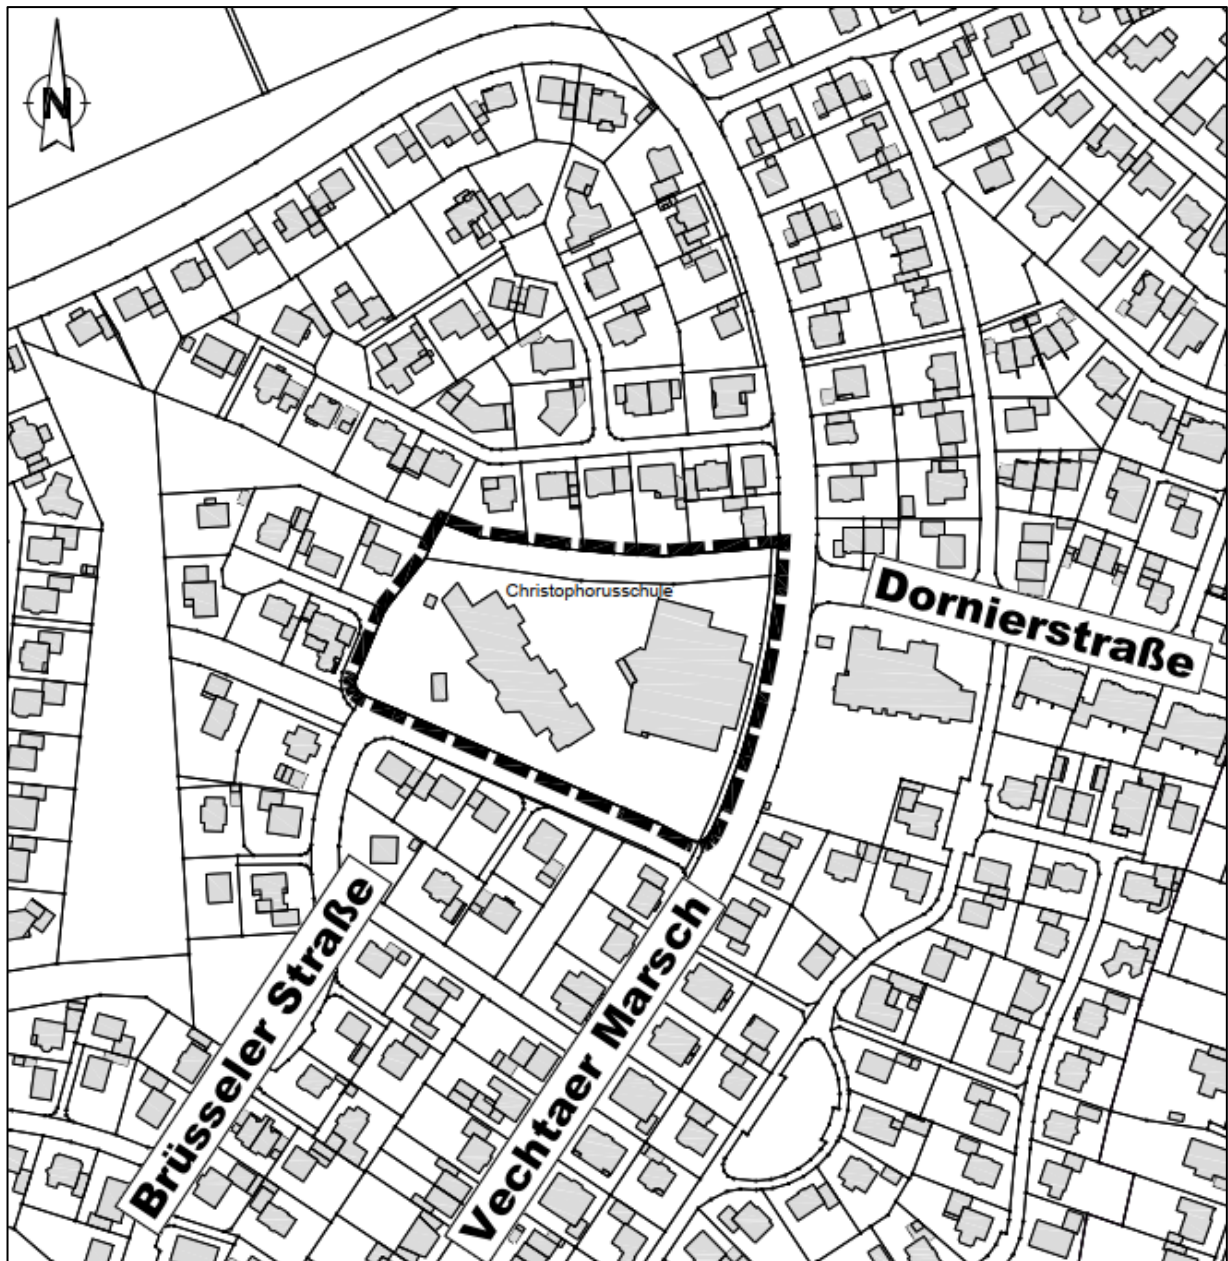 N
Christophorusschule
Dornierstraße
Brüsseler Straße
Vechtaer Marsch